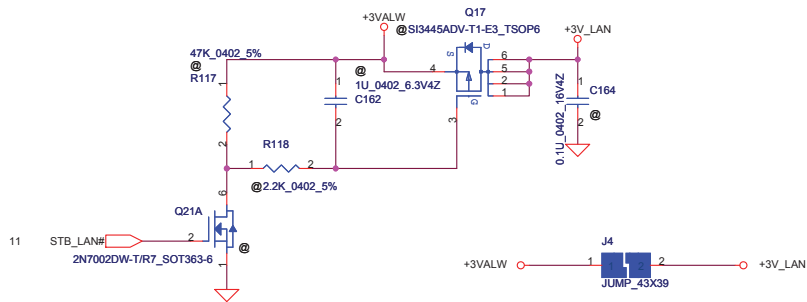 Q17
+3VALW
@SI3445ADV-T1-E3_TSOP6
+3V_LAN
47K_0402_5%
@
R117
1
2
@
1U_0402_6.3V4Z
C162
1
2
S
D
G
4
3
6
5
2
1
C164
1
2
@
0.1U_0402_16V4Z
R118
1
2
@2.2K_0402_5%
Q21A
6
2
1
@
2N7002DW-T/R7_SOT363-6
11
STB_LAN#
J4
+3VALW
1
1
2
2
+3V_LAN
JUMP_43X39